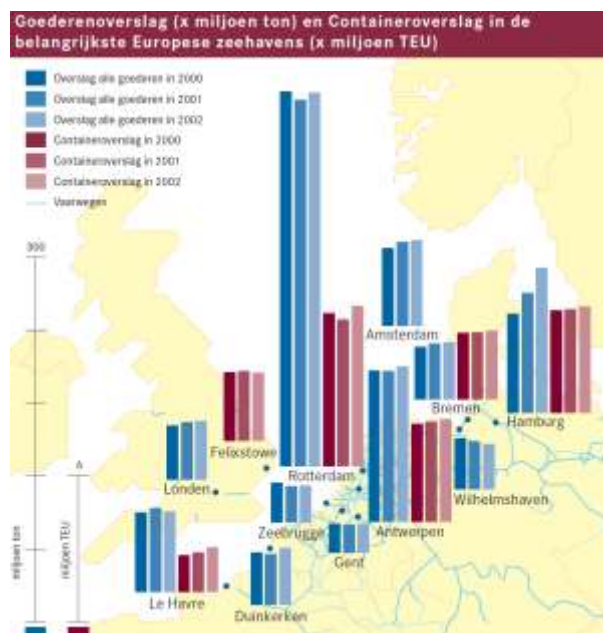 Goederenoverslag (x miljoen ton) en Containeroverslag in de
belangrijkste Europese zeehavens (x miljoen TEU)
Overslag alle goederen in 2000
Overslag alle goederen in 2001
Overslag alle goederen in 2002
Containeroverslag in 2000
Containeroverslag in 2001
Containeroverslag in 2002
Vaarwegen
300
Amsterdam
Bremen
Hamburg
Felixstowe
Rotterdam
Londen
Wilhelmshaven
Zeebrugge
Antwerpen
Gent
Le Havre
Duinkerken
miljoen ton
miljoen TEU